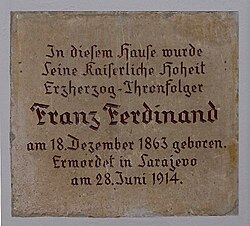 In diesem Hause wurde
Seine Kaiserliche Hoheit
Erzherzog-Thronfolger
Franz Ferdinand
am 18. Dezember 1863 geboren.
Ermordet in Sarajevo
am 28. Juni 1914.